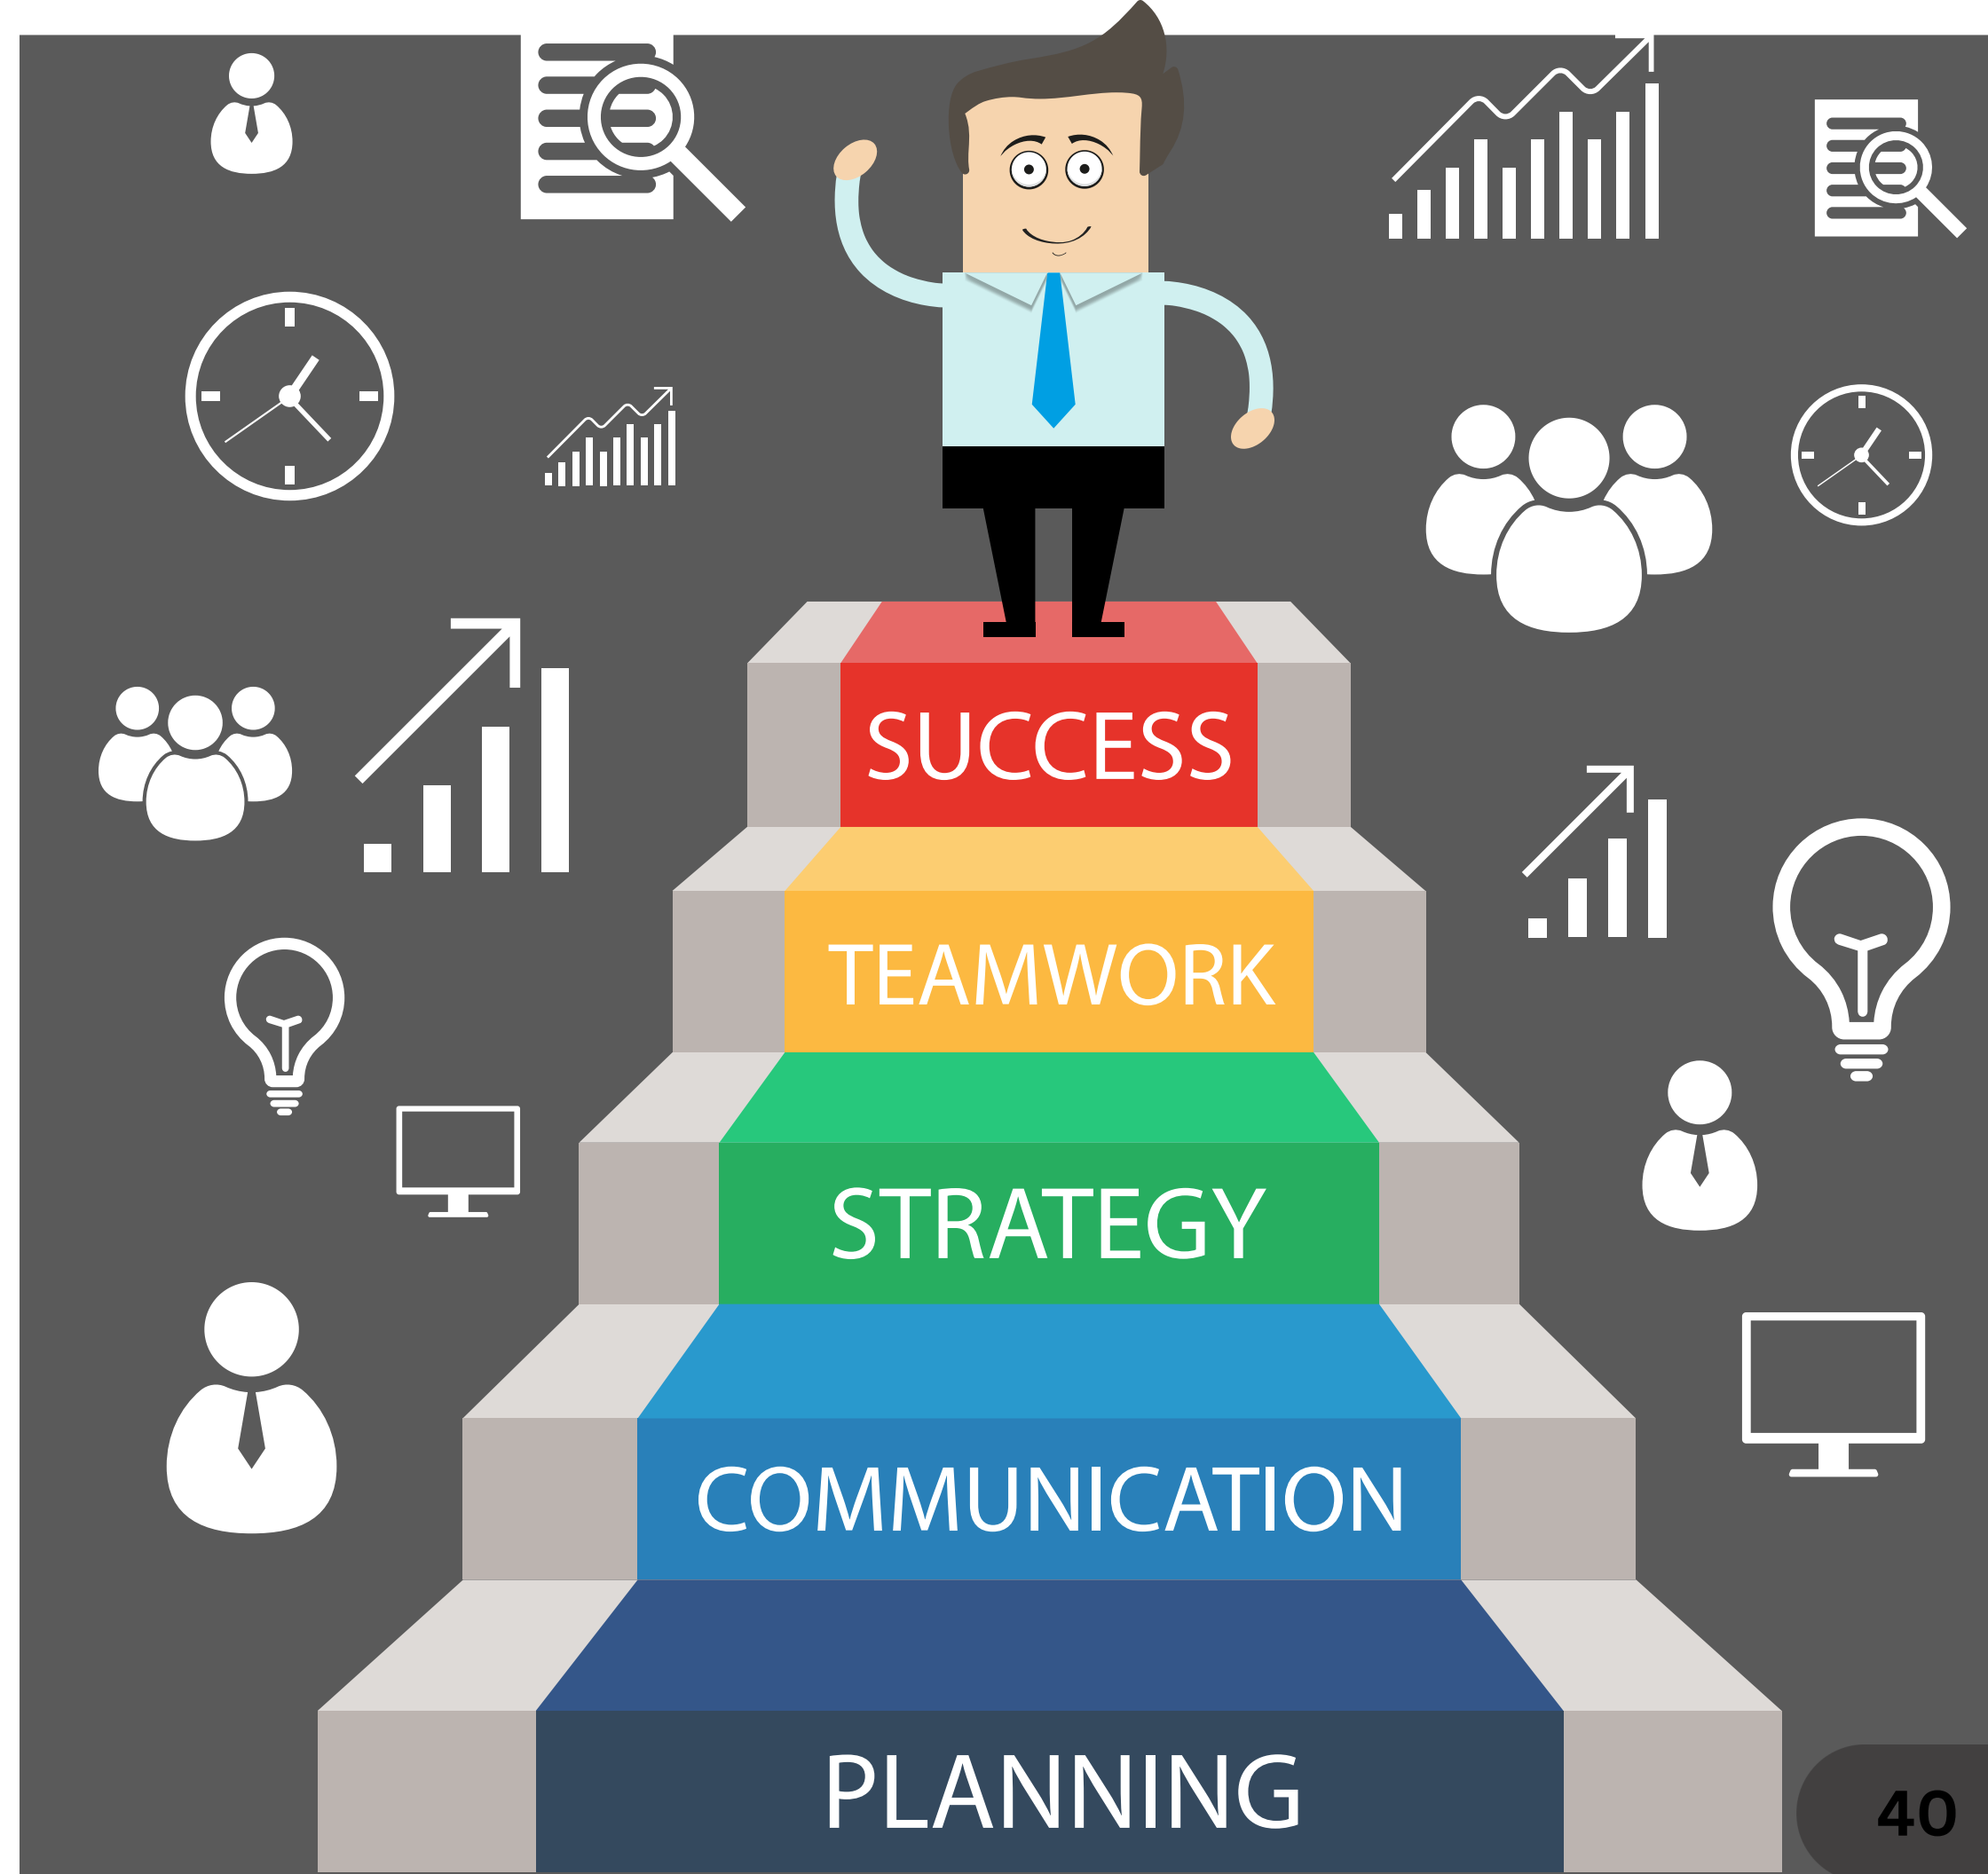 SUCCESS
TEAMWORK
STRATEGY
COMMUNICATION
PLANNING
40